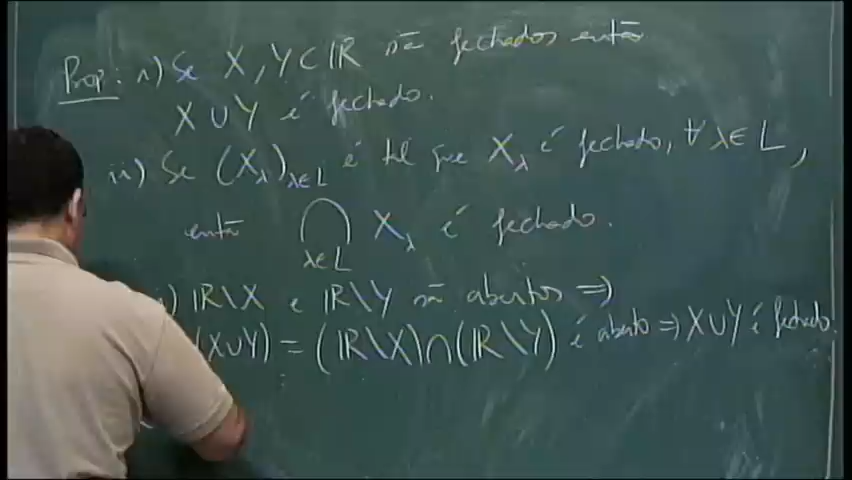 Prop: i) Se X, Y ⊂ ℝ são fechados então
X ∪ Y é fechado.
ii) Se (X_λ)_{λ∈L} é tal que X_λ é fechado, ∀ λ ∈ L,
então ⋂_{λ∈L} X_λ é fechado.
i) ℝ\X e ℝ\Y são abertos ⇒
(X∪Y) = (ℝ\X)∩(ℝ\Y) é aberto ⇒ X∪Y é fechado.